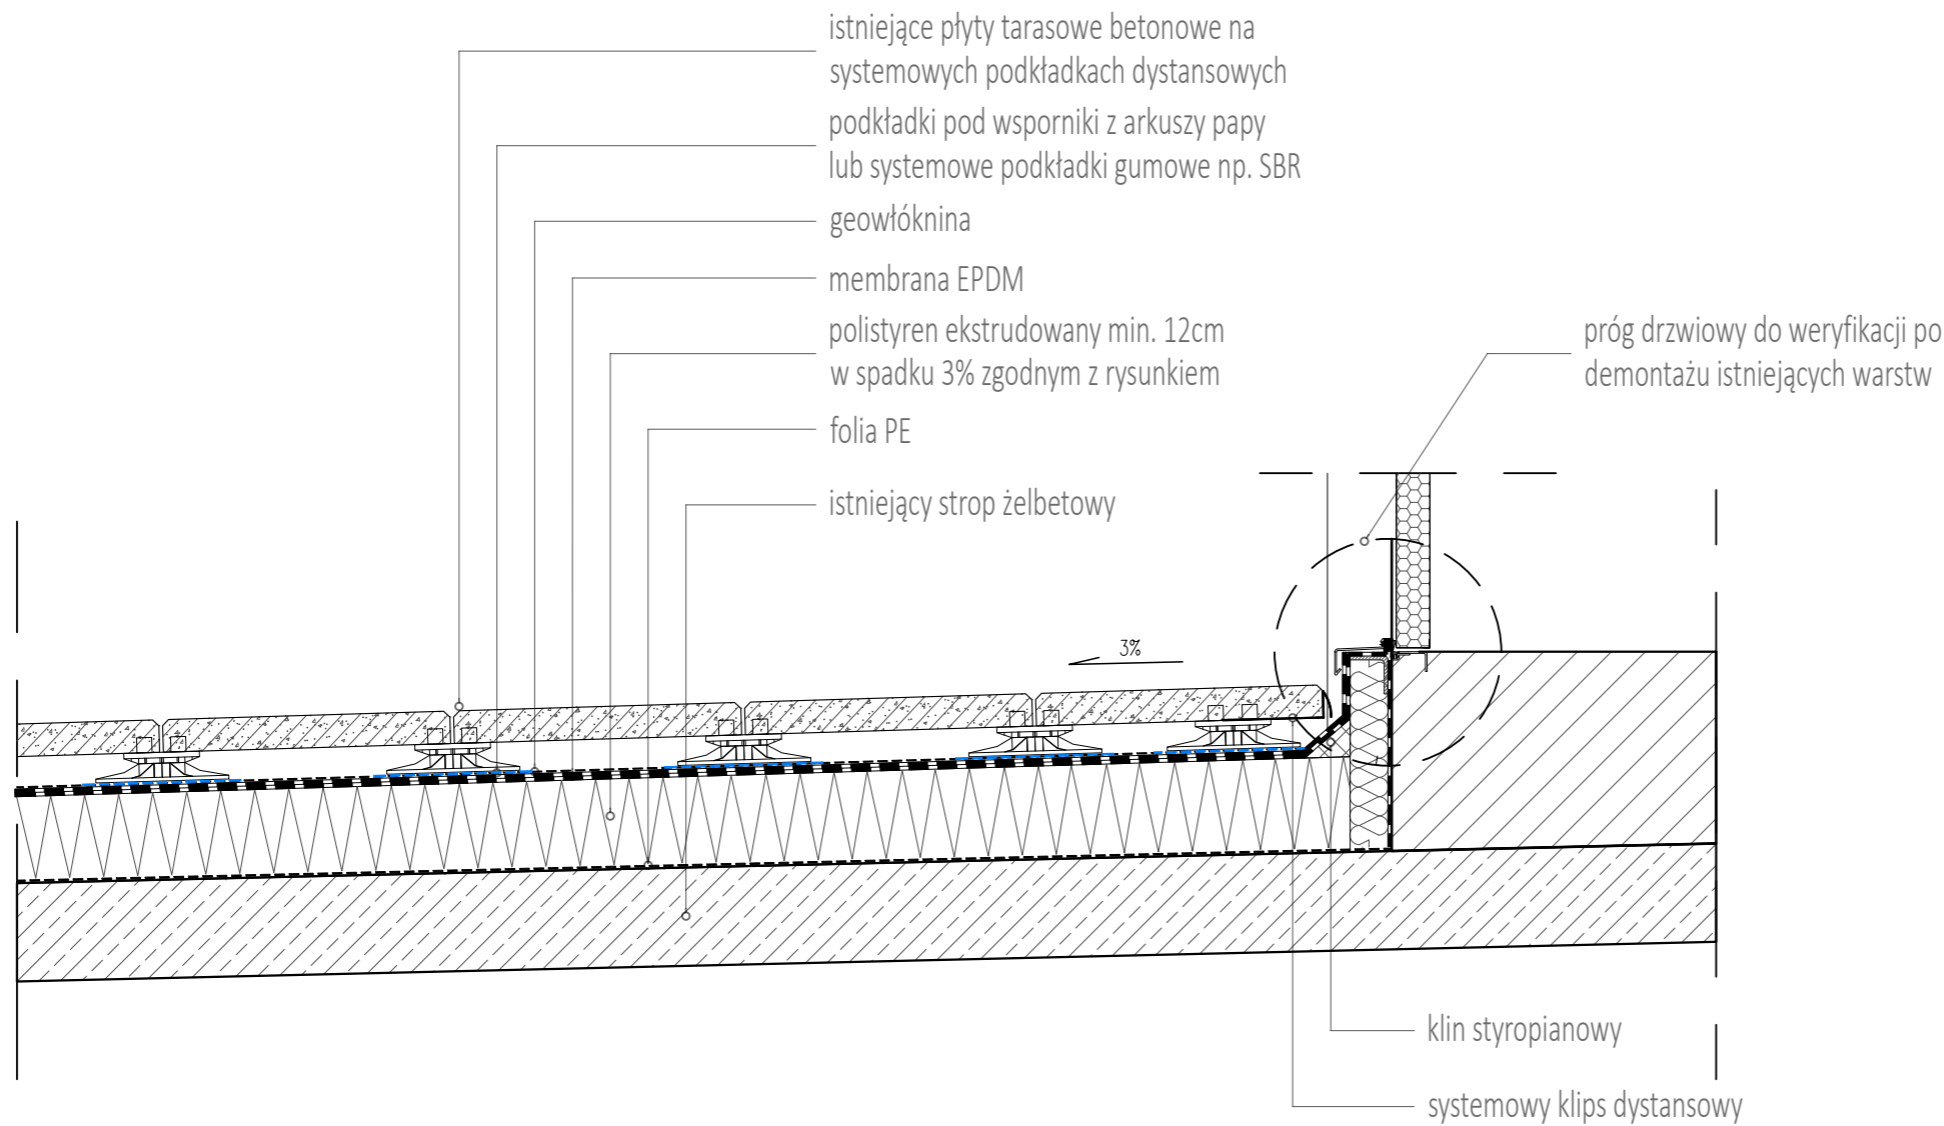 istniejące płyty tarasowe betonowe na
systemowych podkładkach dystansowych
podkładki pod wsporniki z arkuszy papy
lub systemowe podkładki gumowe np. SBR
geowłóknina
membrana EPDM
polistyren ekstrudowany min. 12cm
w spadku 3% zgodnym z rysunkiem
folia PE
istniejący strop żelbetowy
próg drzwiowy do weryfikacji po
demontażu istniejących warstw
3%
klin styropianowy
systemowy klips dystansowy